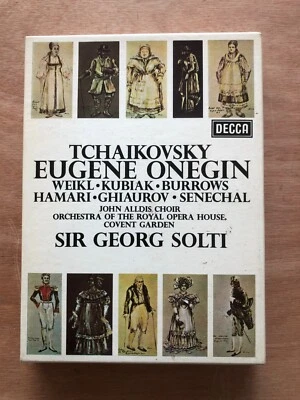 DECCA
TCHAIKOVSKY
EUGENE ONEGIN
WEIKL•KUBIAK•BURROWS
HAMARI•GHIAUROV•SENECHAL
JOHN ALLDIS CHOIR
ORCHESTRA OF THE ROYAL OPERA HOUSE,
COVENT GARDEN
SIR GEORG SOLTI